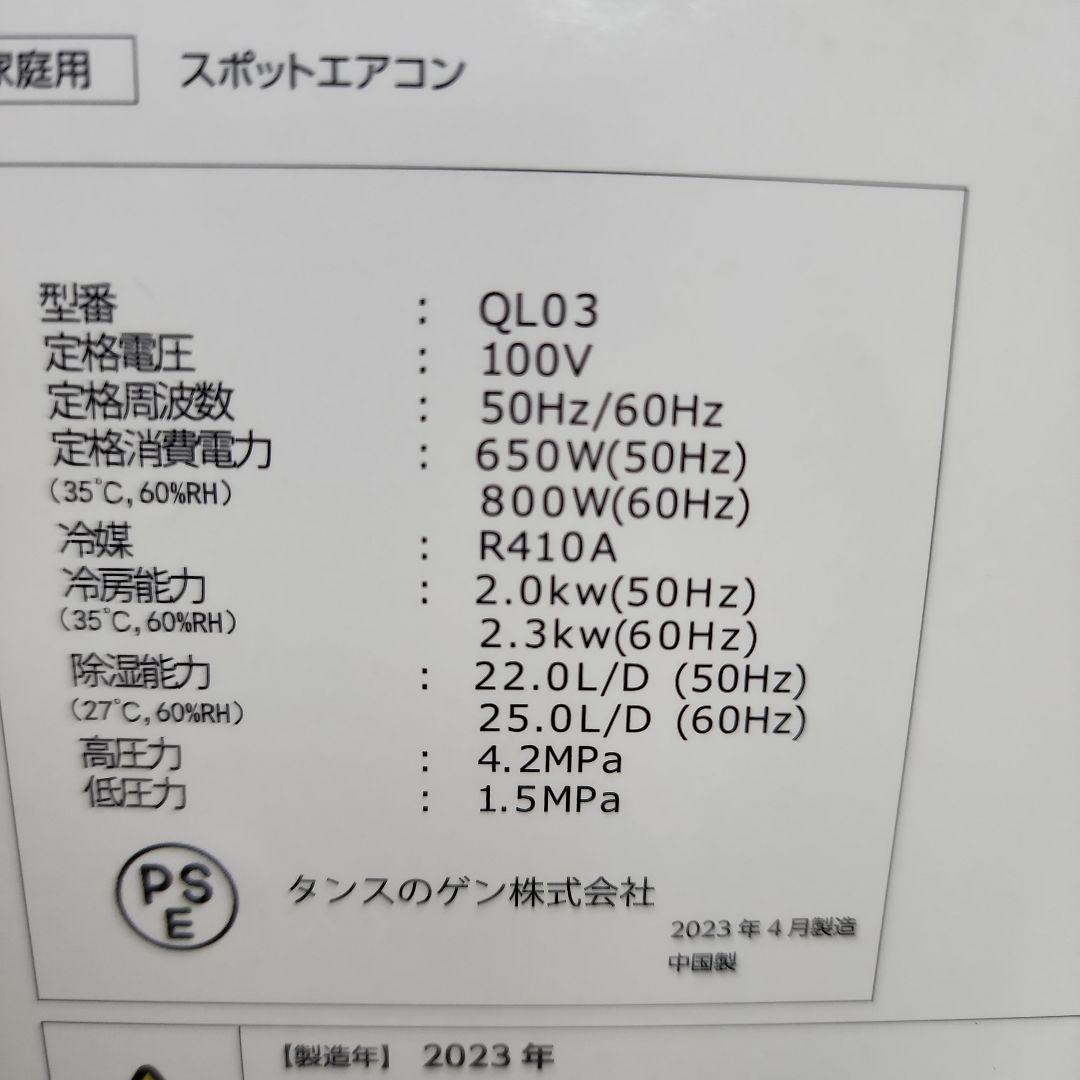 家庭用 スポットエアコン
型番 : QL03
定格電圧 : 100V
定格周波数 : 50Hz/60Hz
定格消費電力 : 650W(50Hz)
(35℃,60%RH) 800W(60Hz)
冷媒 : R410A
冷房能力 : 2.0kw(50Hz)
(35℃,60%RH) 2.3kw(60Hz)
除湿能力 : 22.0L/D (50Hz)
(27℃,60%RH) 25.0L/D (60Hz)
高圧力 : 4.2MPa
低圧力 : 1.5MPa
PS
E
タンスのゲン株式会社
2023年4月製造
中国製
【製造年】 2023年